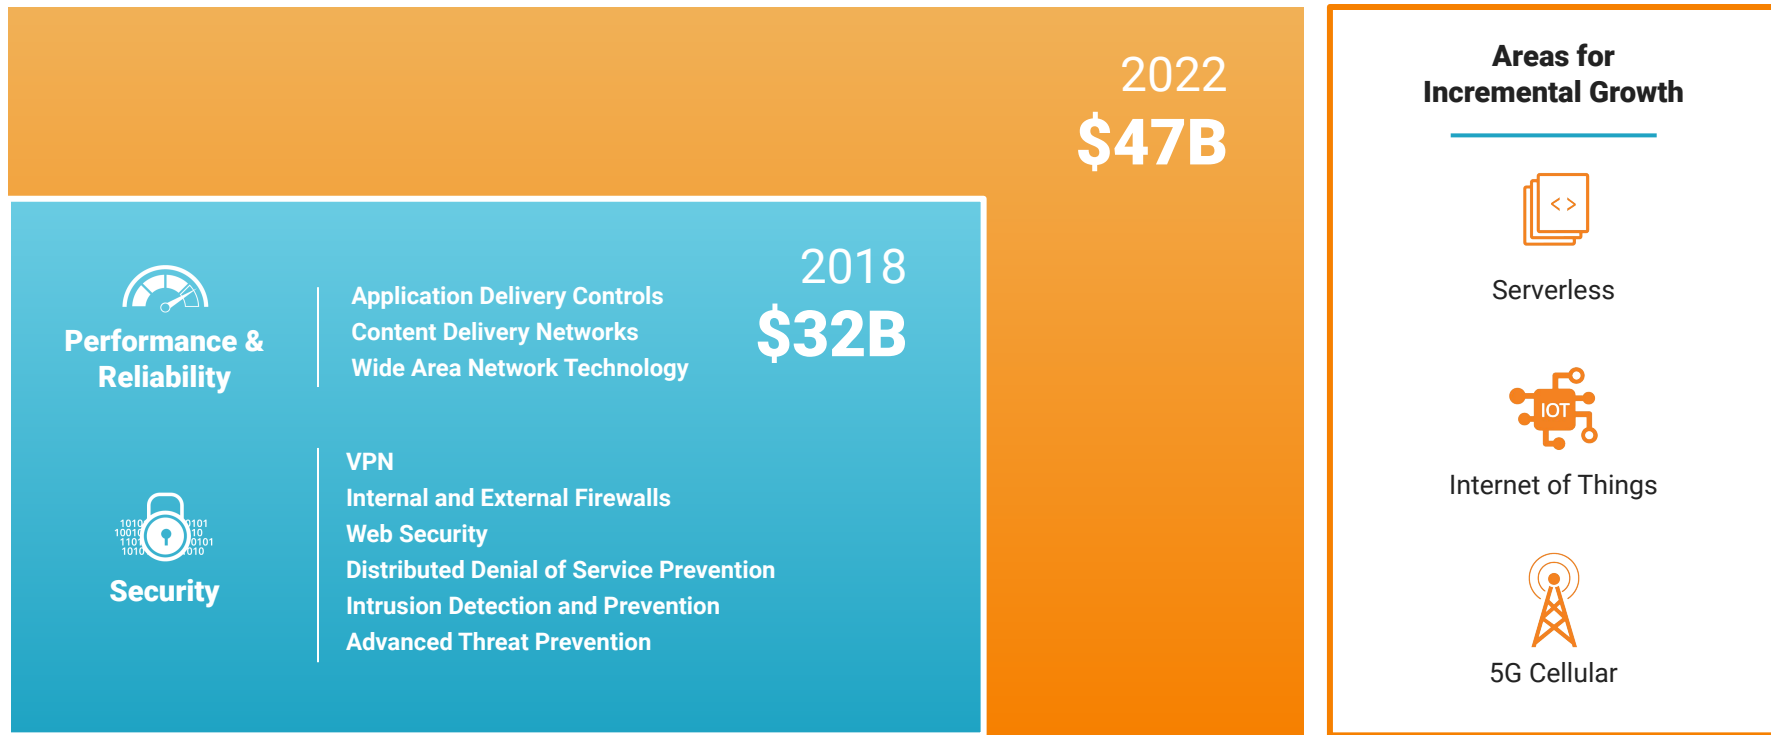 2022
$47B
2018
$32B
Performance &
Reliability
Application Delivery Controls
Content Delivery Networks
Wide Area Network Technology
Security
VPN
Internal and External Firewalls
Web Security
Distributed Denial of Service Prevention
Intrusion Detection and Prevention
Advanced Threat Prevention
Areas for
Incremental Growth
< >
Serverless
IOT
Internet of Things
5G Cellular